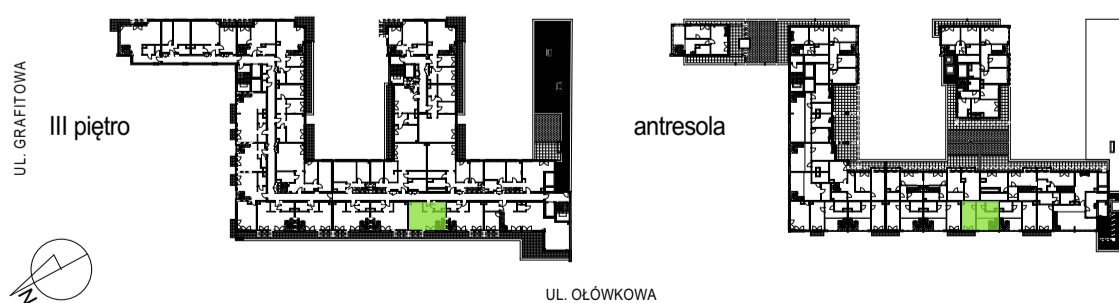 UL. GRAFITOWA
III piętro
antresola
N
UL. OŁÓWKOWA